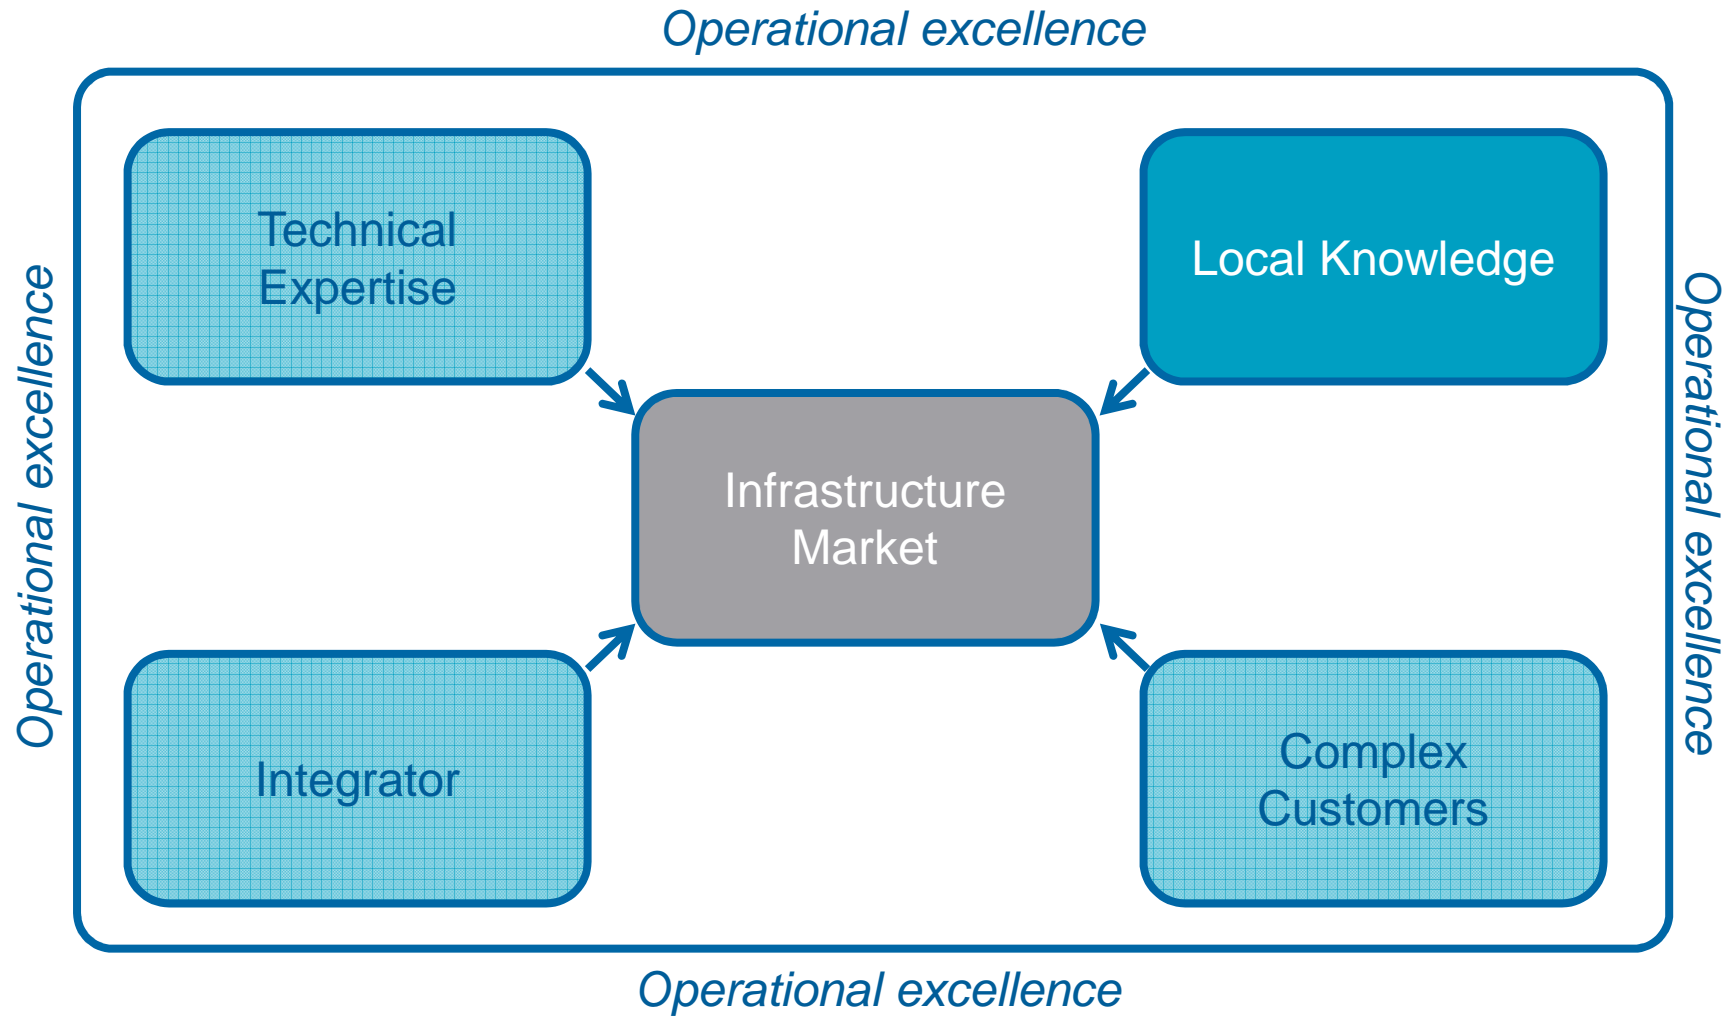 Operational excellence
Operational excellence
Technical
Expertise
Local Knowledge
Operational excellence
Infrastructure
Market
Integrator
Complex
Customers
Operational excellence